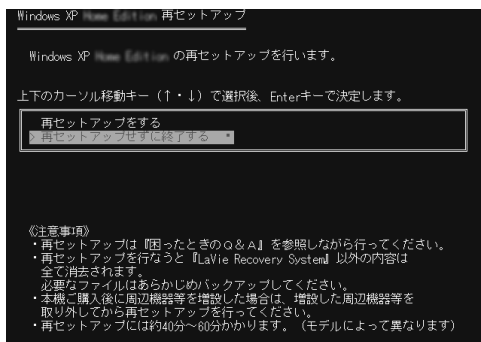 Windows XP Home Edition 再セットアップ
Windows XP Home Edition の再セットアップを行います。
上下のカーソル移動キー（↑・↓）で選択後、Enterキーで決定します。
再セットアップをする
> 再セットアップせずに終了する *
《注意事項》
・再セットアップは『困ったときのＱ＆Ａ』を参照しながら行ってください。
・再セットアップを行なうと『LaVie Recovery System』以外の内容は
全て消去されます。
必要なファイルはあらかじめバックアップしてください。
・本機ご購入後に周辺機器等を増設した場合は、増設した周辺機器等を
取り外してから再セットアップを行ってください。
・再セットアップには約40分～60分かかります。（モデルによって異なります）